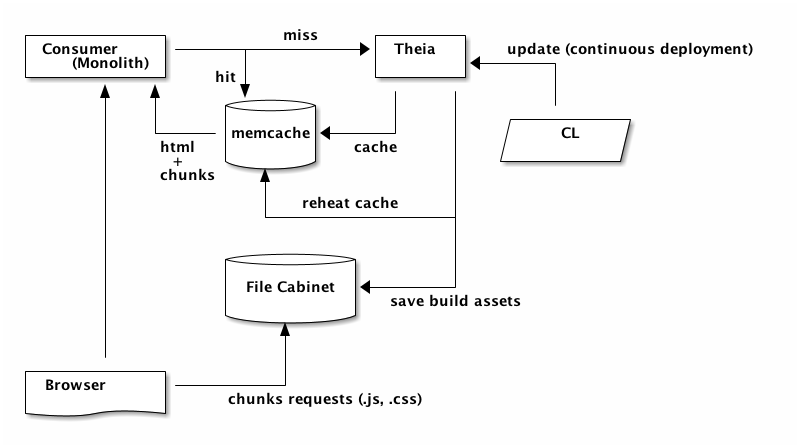 miss
Consumer
(Monolith)
Theia
update (continuous deployment)
hit
memcache
CL
html
+
chunks
cache
reheat cache
File Cabinet
save build assets
Browser
chunks requests (.js, .css)